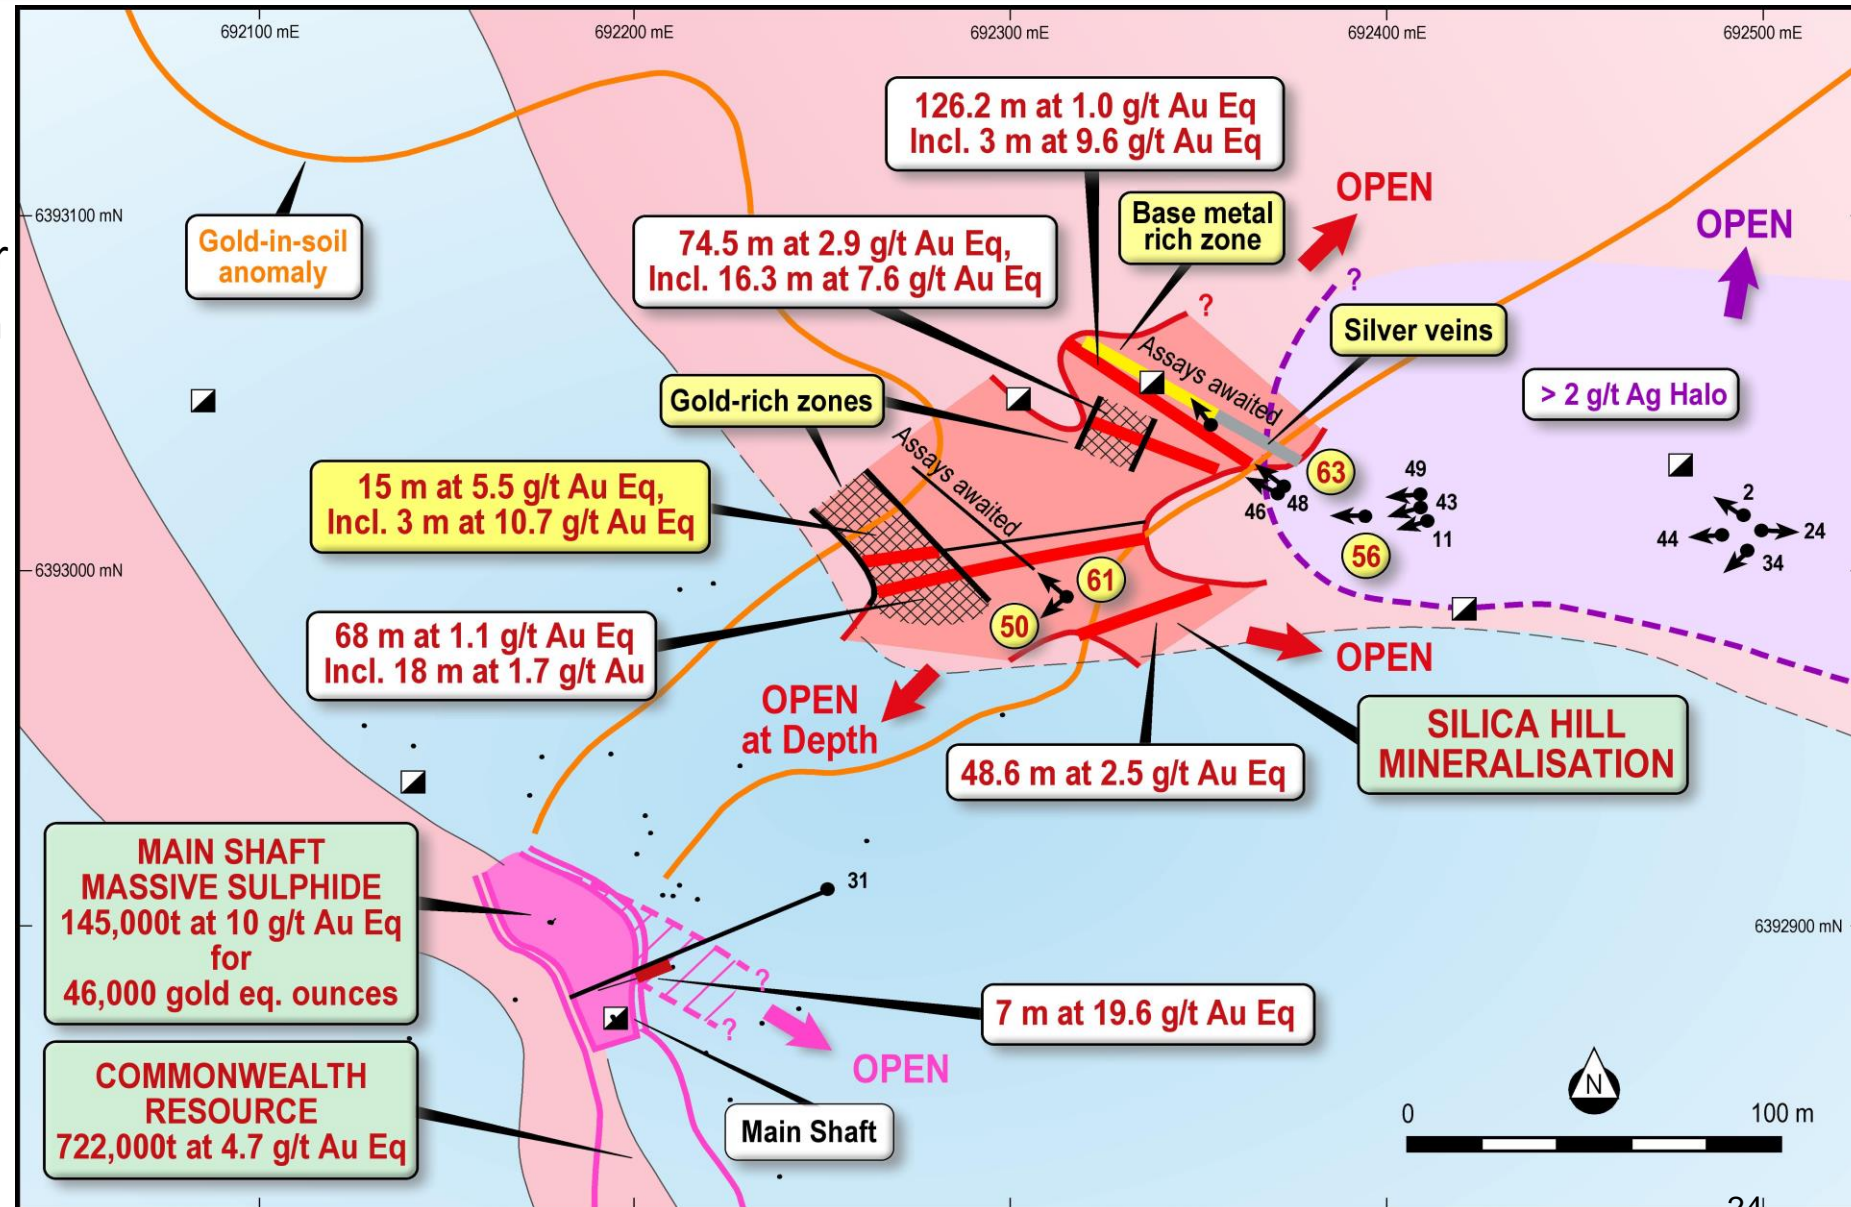 692100 mE
692200 mE
692300 mE
692400 mE
692500 mE
126.2 m at 1.0 g/t Au Eq
Incl. 3 m at 9.6 g/t Au Eq
OPEN
6393100 mN
Gold-in-soil
anomaly
74.5 m at 2.9 g/t Au Eq,
Incl. 16.3 m at 7.6 g/t Au Eq
Base metal
rich zone
OPEN
?
?
Silver veins
Assays awaited
Gold-rich zones
> 2 g/t Ag Halo
Assays awaited
15 m at 5.5 g/t Au Eq,
Incl. 3 m at 10.7 g/t Au Eq
63
49
46
48
43
11
2
24
44
34
56
6393000 mN
61
50
68 m at 1.1 g/t Au Eq
Incl. 18 m at 1.7 g/t Au
OPEN
OPEN
at Depth
SILICA HILL
MINERALISATION
48.6 m at 2.5 g/t Au Eq
MAIN SHAFT
MASSIVE SULPHIDE
145,000t at 10 g/t Au Eq
for
46,000 gold eq. ounces
31
6392900 mN
?
?
7 m at 19.6 g/t Au Eq
OPEN
COMMONWEALTH
RESOURCE
722,000t at 4.7 g/t Au Eq
Main Shaft
N
0
100 m